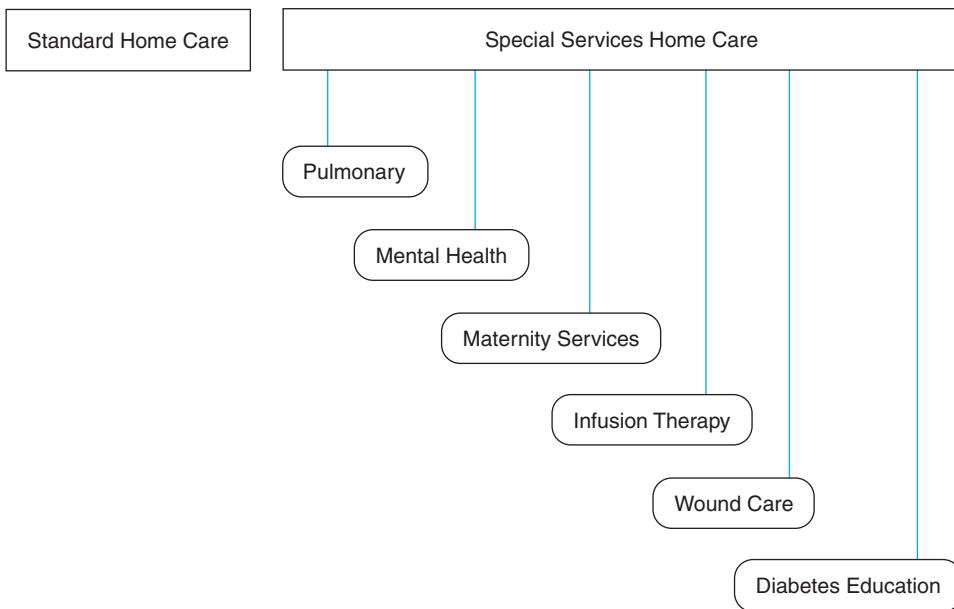 Standard Home Care
Special Services Home Care
Pulmonary
Mental Health
Maternity Services
Infusion Therapy
Wound Care
Diabetes Education